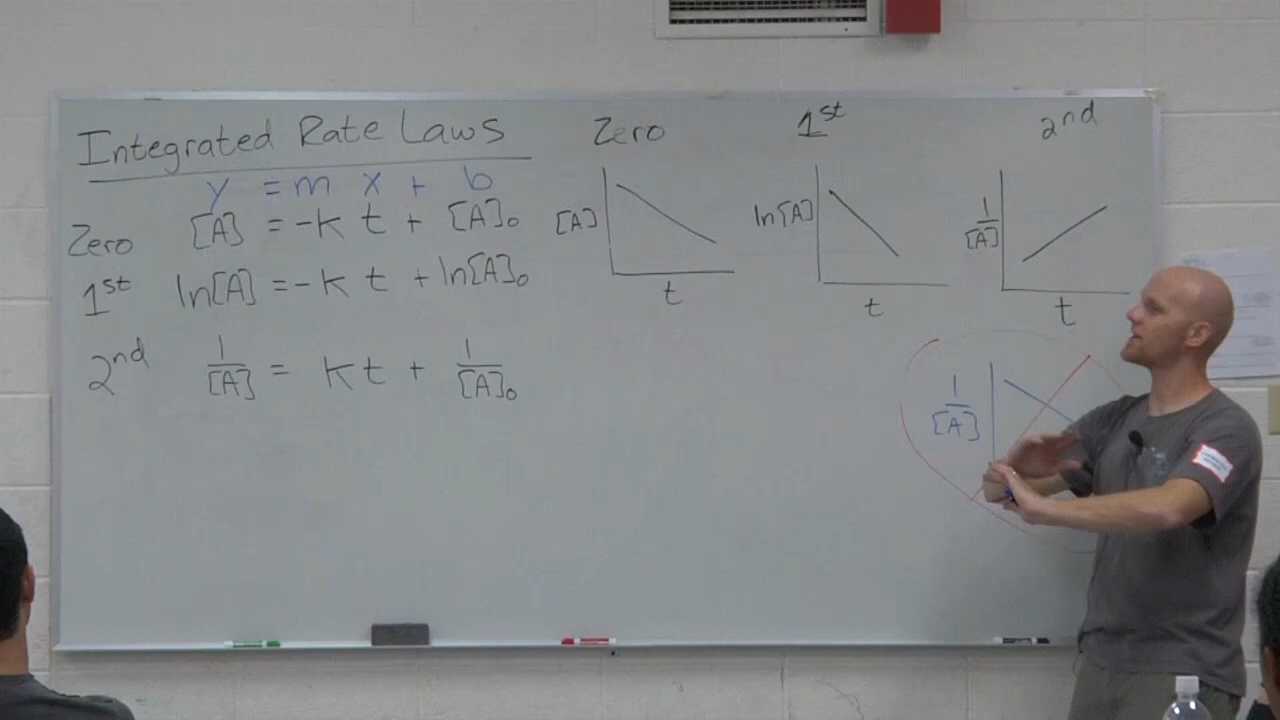 Integrated Rate Laws
y = m x + b
Zero [A] = -k t + [A]₀
1st ln[A] = -k t + ln[A]₀
2nd 1/[A] = kt + 1/[A]₀
Zero
[A]
t
1st
ln[A]
t
2nd
1/[A]
t
1/[A]